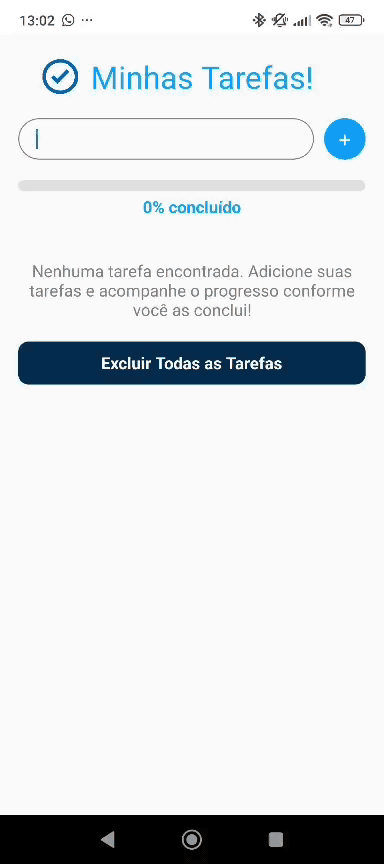 13:02 ... 47
Minhas Tarefas!
+
0% concluído
Nenhuma tarefa encontrada. Adicione suas
tarefas e acompanhe o progresso conforme
você as conclui!
Excluir Todas as Tarefas